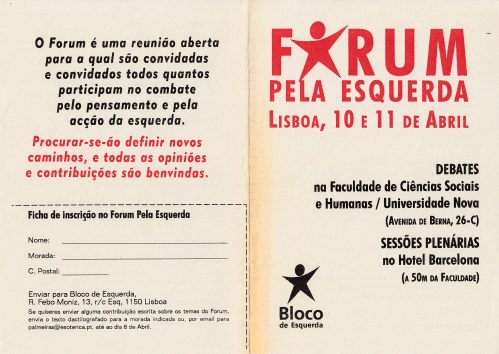 O Forum é uma reunião aberta
para a qual são convidadas
e convidados todos quantos
participam no combate
pelo pensamento e pela
acção da esquerda.
Procurar-se-ão definir novos
caminhos, e todas as opiniões
e contribuições são benvindas.
Ficha de inscrição no Forum Pela Esquerda
Nome:
Morada:
C. Postal:
Enviar para Bloco de Esquerda,
R. Febo Moniz, 13, r/c Esq, 1150 Lisboa
Se quiseres enviar alguma contribuição escrita sobre os temas do Forum,
envia o texto dactilografado para a morada indicada ou, por email para
palmeiras@esoterica.pt, até ao dia 6 de Abril.
FORUM
PELA ESQUERDA
LISBOA, 10 E 11 DE ABRIL
DEBATES
na Faculdade de Ciências Sociais
e Humanas / Universidade Nova
(AVENIDA DE BERNA, 26-C)
SESSÕES PLENÁRIAS
no Hotel Barcelona
(A 50M DA FACULDADE)
Bloco
de Esquerda